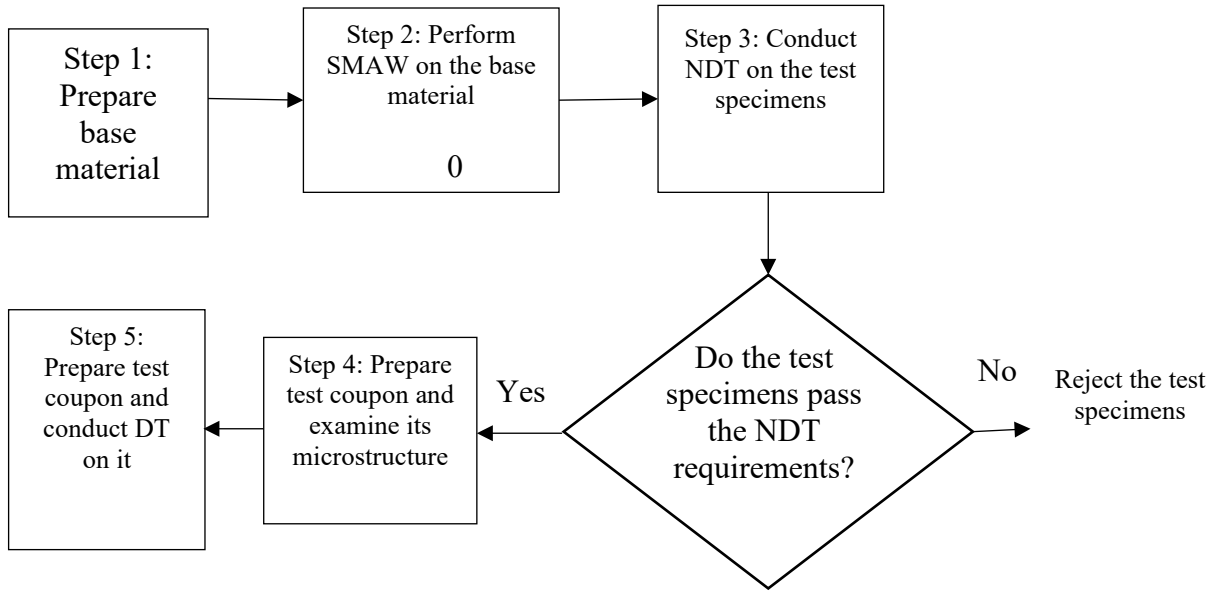 Step 1:
Prepare
base
material
Step 2: Perform
SMAW on the base
material
0
Step 3: Conduct
NDT on the test
specimens
Do the test
specimens pass
the NDT
requirements?
No
Reject the test
specimens
Yes
Step 4: Prepare
test coupon and
examine its
microstructure
Step 5:
Prepare test
coupon and
conduct DT
on it